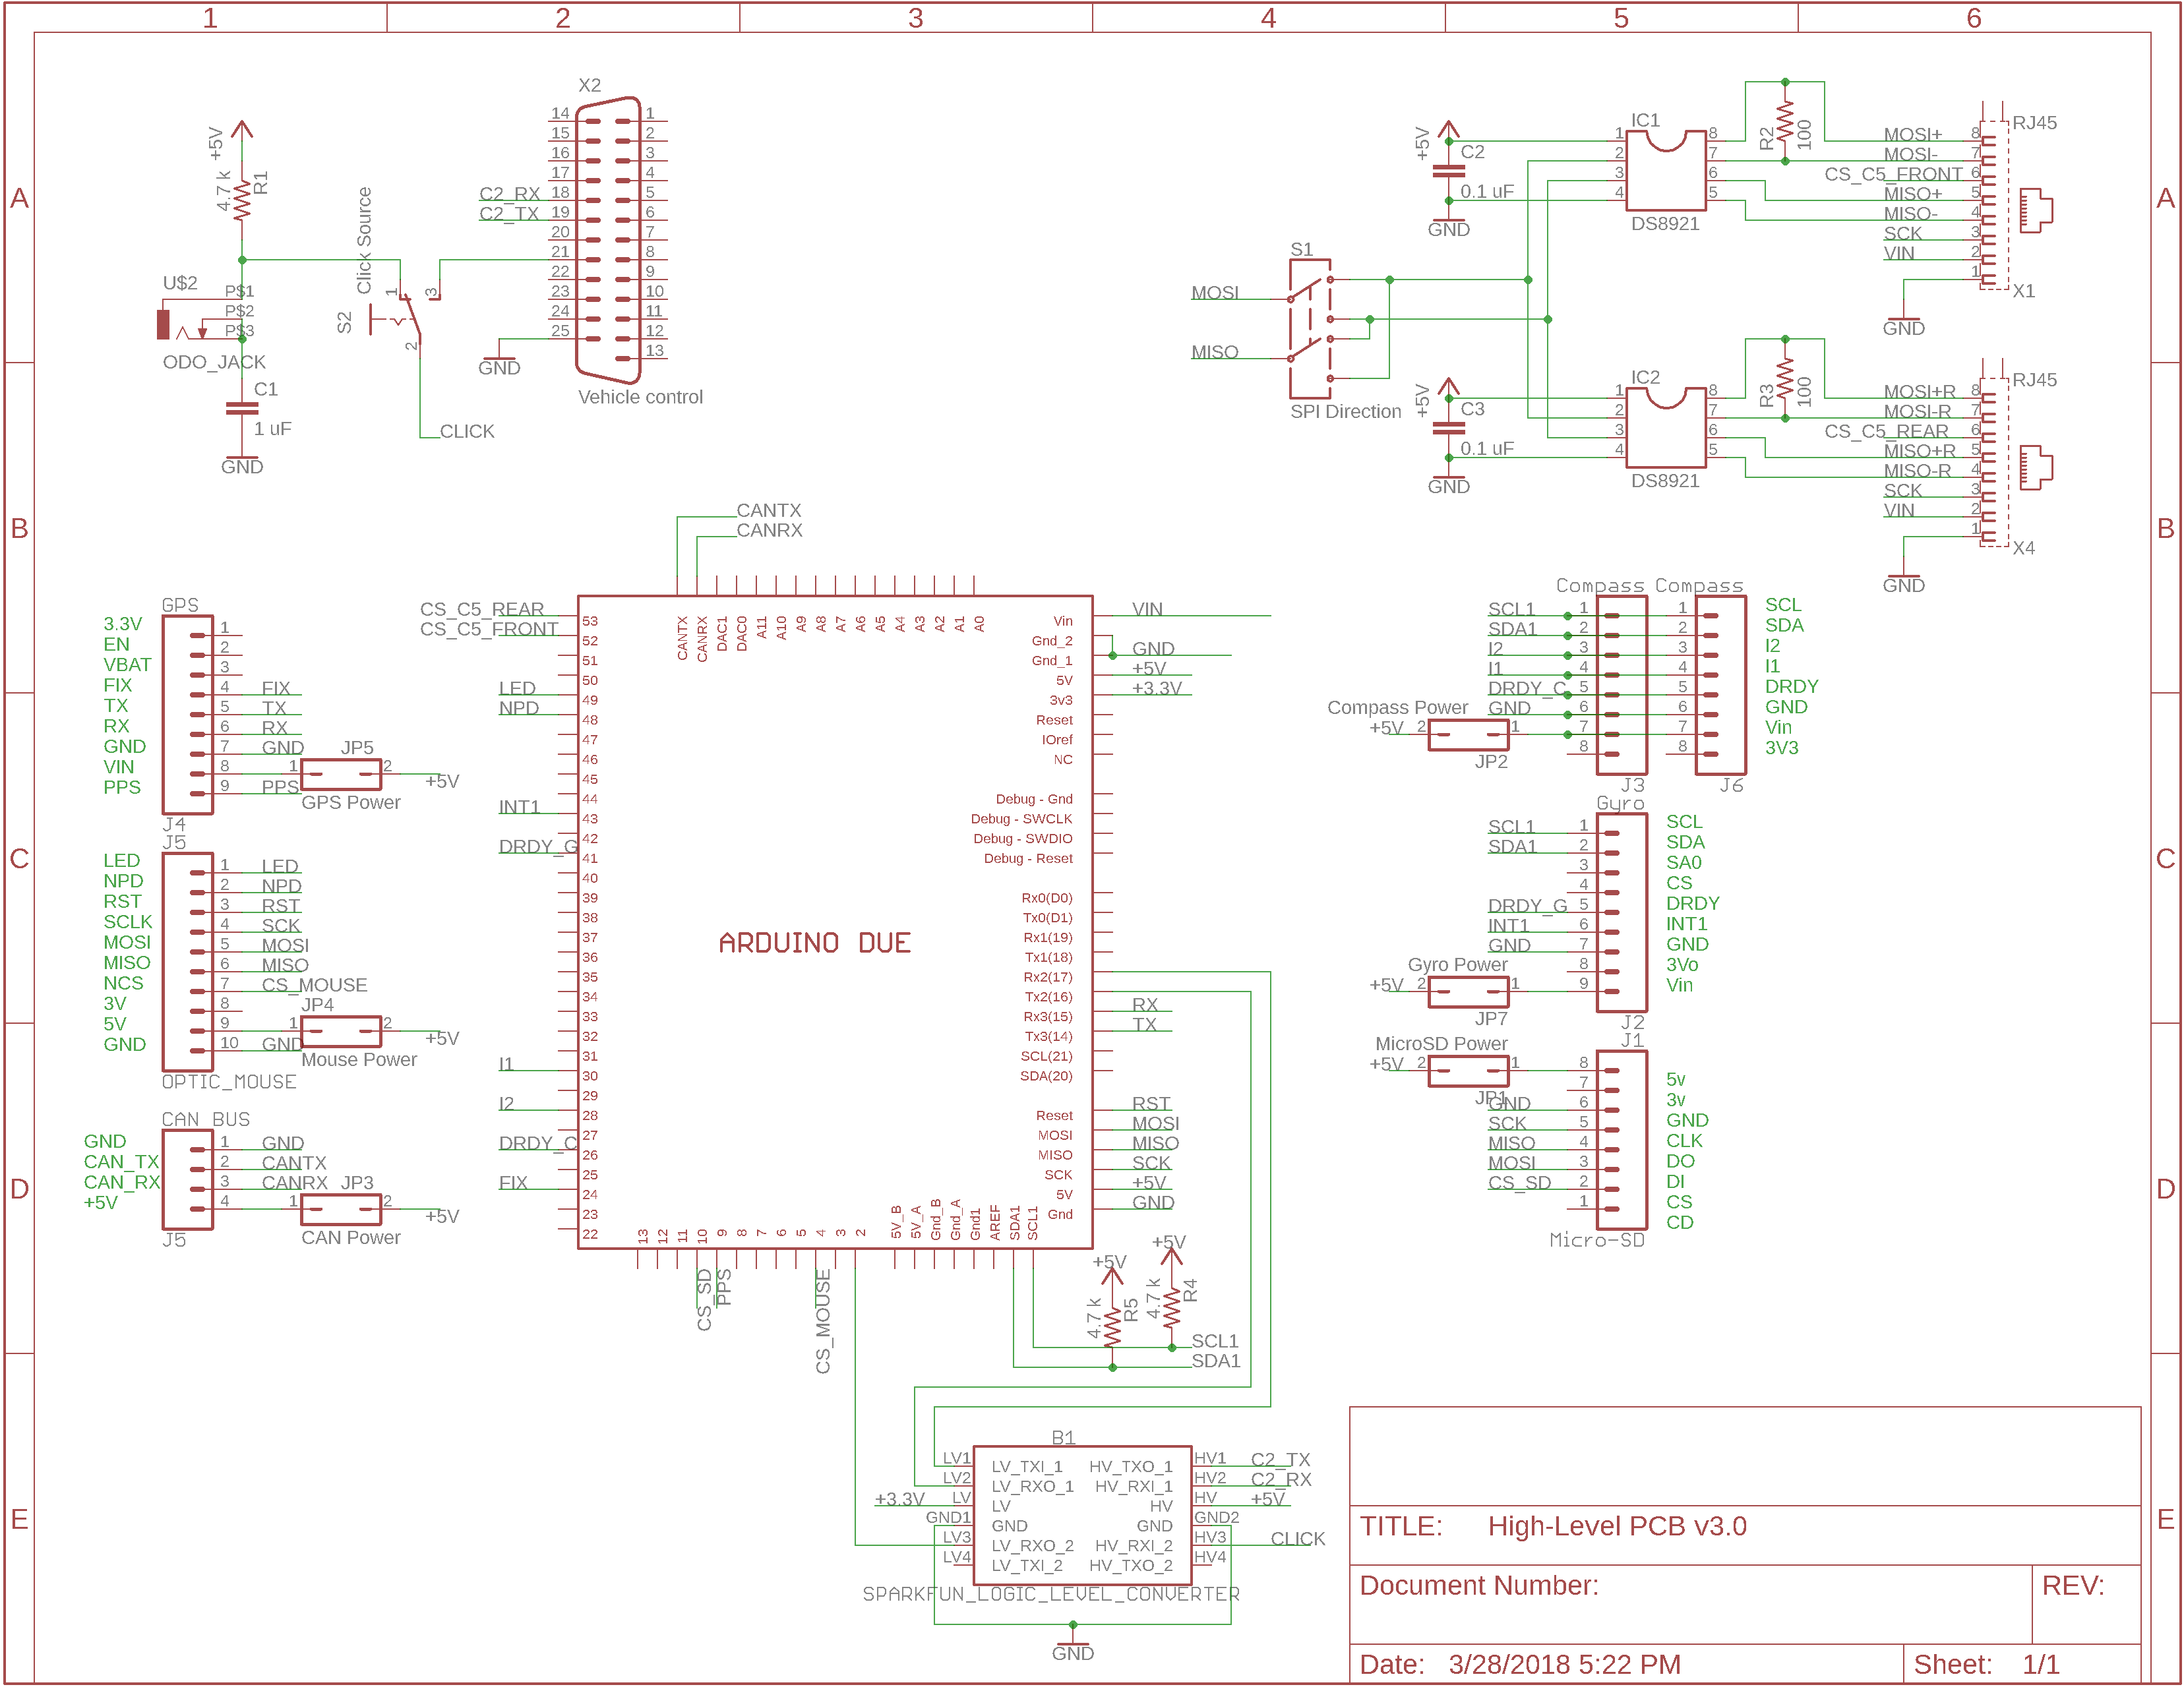 1 2 3 4 5 6
A
B
C
D
E
A
B
C
D
E
+5V
4.7 k
R1
U$2
P$1
P$2
P$3
ODO_JACK
C1
1 uF
GND
Click Source
S2
1
3
2
CLICK
X2
14
15
16
17
C2_RX 18
C2_TX 19
20
21
22
23
24
25
1
2
3
4
5
6
7
8
9
10
11
12
13
GND
Vehicle control
S1
MOSI
MISO
SPI Direction
+5V
C2
0.1 uF
GND
IC1
1
2
3
4
8
7
6
5
DS8921
R2
100
MOSI+ 8
MOSI- 7
CS_C5_FRONT 6
MISO+ 5
MISO- 4
SCK 3
VIN 2
1
RJ45
X1
GND
+5V
C3
0.1 uF
GND
IC2
1
2
3
4
8
7
6
5
DS8921
R3
100
MOSI+R 8
MOSI-R 7
CS_C5_REAR 6
MISO+R 5
MISO-R 4
SCK 3
VIN 2
1
RJ45
X4
GND
GPS
3.3V 1
EN 2
VBAT 3
FIX 4 FIX
TX 5 TX
RX 6 RX
GND 7 GND
VIN 8
PPS 9 PPS
J4
JP5
1 2
+5V
GPS Power
J5
LED 1 LED
NPD 2 NPD
RST 3 RST
SCLK 4 SCK
MOSI 5 MOSI
MISO 6 MISO
NCS 7 CS_MOUSE
3V 8
5V 9
GND 10 GND
OPTIC_MOUSE
JP4
1 2
+5V
Mouse Power
CAN BUS
GND 1 GND
CAN_TX 2 CANTX
CAN_RX 3 CANRX
+5V 4
J5
JP3
1 2
+5V
CAN Power
CANTX
CANRX
CANTX
CANRX
DAC1
DAC0
A11
A10
A9
A8
A7
A6
A5
A4
A3
A2
A1
A0
CS_C5_REAR 53
CS_C5_FRONT 52
51
50
LED 49
NPD 48
47
46
45
44
INT1 43
42
DRDY_G 41
40
39
38
37
36
35
34
33
32
31
I1 30
29
I2 28
27
DRDY_C 26
25
FIX 24
23
22
ARDUINO DUE
Vin VIN
Gnd_2
Gnd_1 GND
5V +5V
3v3 +3.3V
Reset
IOref
NC
Debug - Gnd
Debug - SWCLK
Debug - SWDIO
Debug - Reset
Rx0(D0)
Tx0(D1)
Rx1(19)
Tx1(18)
Rx2(17)
Tx2(16)
Rx3(15) RX
Tx3(14) TX
SCL(21)
SDA(20)
Reset RST
MOSI MOSI
MISO MISO
SCK SCK
5V +5V
Gnd GND
13
12
11
10
9
8
7
6
5
4
3
2
5V_B
5V_A
Gnd_B
Gnd_A
Gnd1
AREF
SDA1
SCL1
CS_SD
PPS
CS_MOUSE
+5V
4.7 k
R5
+5V
4.7 k
R4
SCL1
SDA1
B1
LV1 LV_TXI_1 HV_TXO_1 HV1 C2_TX
LV2 LV_RXO_1 HV_RXI_1 HV2 C2_RX
+3.3V LV LV HV HV +5V
GND1 GND GND GND2
LV3 LV_RXO_2 HV_RXI_2 HV3 CLICK
LV4 LV_TXI_2 HV_TXO_2 HV4
SPARKFUN_LOGIC_LEVEL_CONVERTER
GND
Compass Compass
SCL1 1 1 SCL
SDA1 2 2 SDA
I2 3 3 I2
I1 4 4 I1
DRDY_C 5 5 DRDY
GND 6 6 GND
7 7 Vin
8 8 3V3
J3 J6
Compass Power
+5V 2 1
JP2
Gyro
SCL1 1 SCL
SDA1 2 SDA
3 SA0
4 CS
DRDY_G 5 DRDY
INT1 6 INT1
GND 7 GND
8 3Vo
9 Vin
J2
Gyro Power
+5V 2 1
JP7
J1
MicroSD Power
+5V 2 1
JP1
8 5v
7 3v
GND 6 GND
SCK 5 CLK
MISO 4 DO
MOSI 3 DI
CS_SD 2 CS
1 CD
Micro-SD
TITLE: High-Level PCB v3.0
Document Number:
REV:
Date: 3/28/2018 5:22 PM
Sheet: 1/1